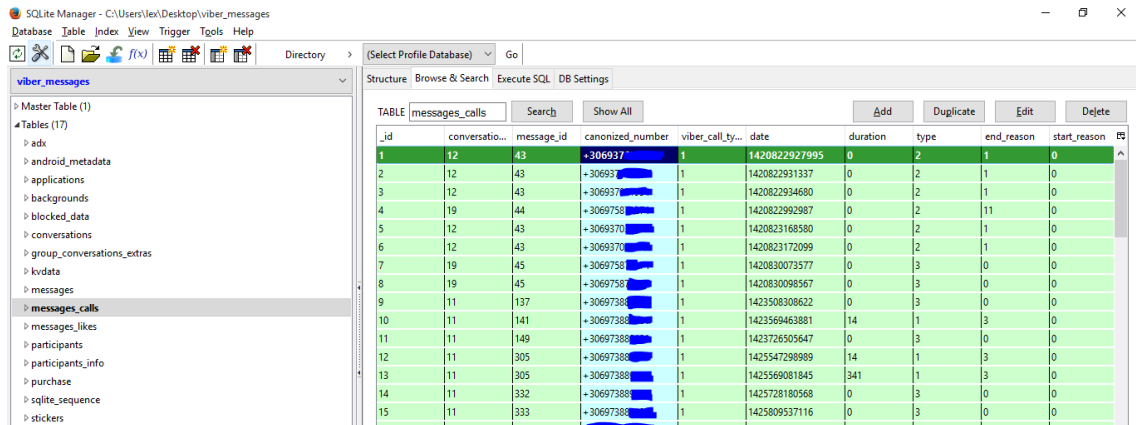 SQLite Manager - C:\Users\lex\Desktop\viber_messages
Database Table Index View Trigger Tools Help
f(x) Directory > (Select Profile Database) Go
viber_messages
Structure Browse & Search Execute SQL DB Settings
Master Table (1)
Tables (17)
adx
android_metadata
applications
backgrounds
blocked_data
conversations
group_conversations_extras
kvdata
messages
messages_calls
messages_likes
participants
participants_info
purchase
sqlite_sequence
stickers
TABLE messages_calls Search Show All Add Duplicate Edit Delete
_id conversatio... message_id canonized_number viber_call_ty... date duration type end_reason start_reason
1 12 43 +306937 1 1420822927995 0 2 1 0
2 12 43 +306937 1 1420822931337 0 2 1 0
3 12 43 +306937 1 1420822934680 0 2 1 0
4 19 44 +3069758 1 1420822992987 0 2 11 0
5 12 43 +3069370 1 1420823168580 0 2 1 0
6 12 43 +3069370 1 1420823172099 0 2 1 0
7 19 45 +3069758 1 1420830073577 0 3 0 0
8 19 45 +3069758 1 1420830098567 0 3 0 0
9 11 137 +30697388 1 1423508308622 0 3 0 0
10 11 141 +30697388 1 1423569463881 14 1 3 0
11 11 149 +30697388 1 1423726505647 0 3 0 0
12 11 305 +30697388 1 1425547298989 14 1 3 0
13 11 305 +30697388 1 1425569081845 341 1 3 0
14 11 332 +30697388 1 1425728180568 0 3 0 0
15 11 333 +30697388 1 1425809537116 0 3 0 0